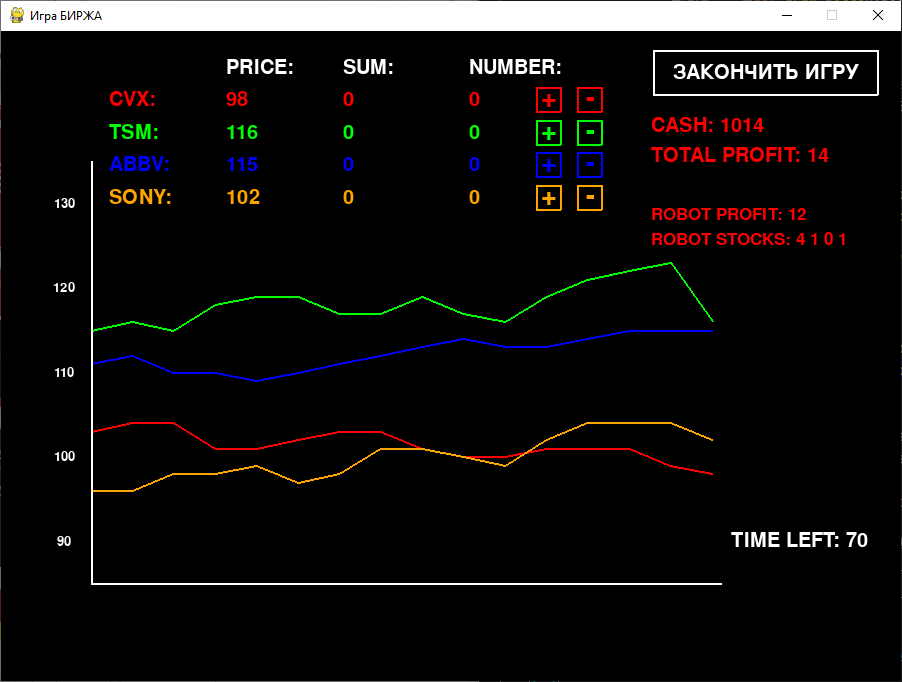 Игра БИРЖА
PRICE: SUM: NUMBER:
ЗАКОНЧИТЬ ИГРУ
CVX: 98 0 0 + -
TSM: 116 0 0 + -
ABBV: 115 0 0 + -
SONY: 102 0 0 + -
CASH: 1014
TOTAL PROFIT: 14
ROBOT PROFIT: 12
ROBOT STOCKS: 4 1 0 1
130
120
110
100
90
TIME LEFT: 70